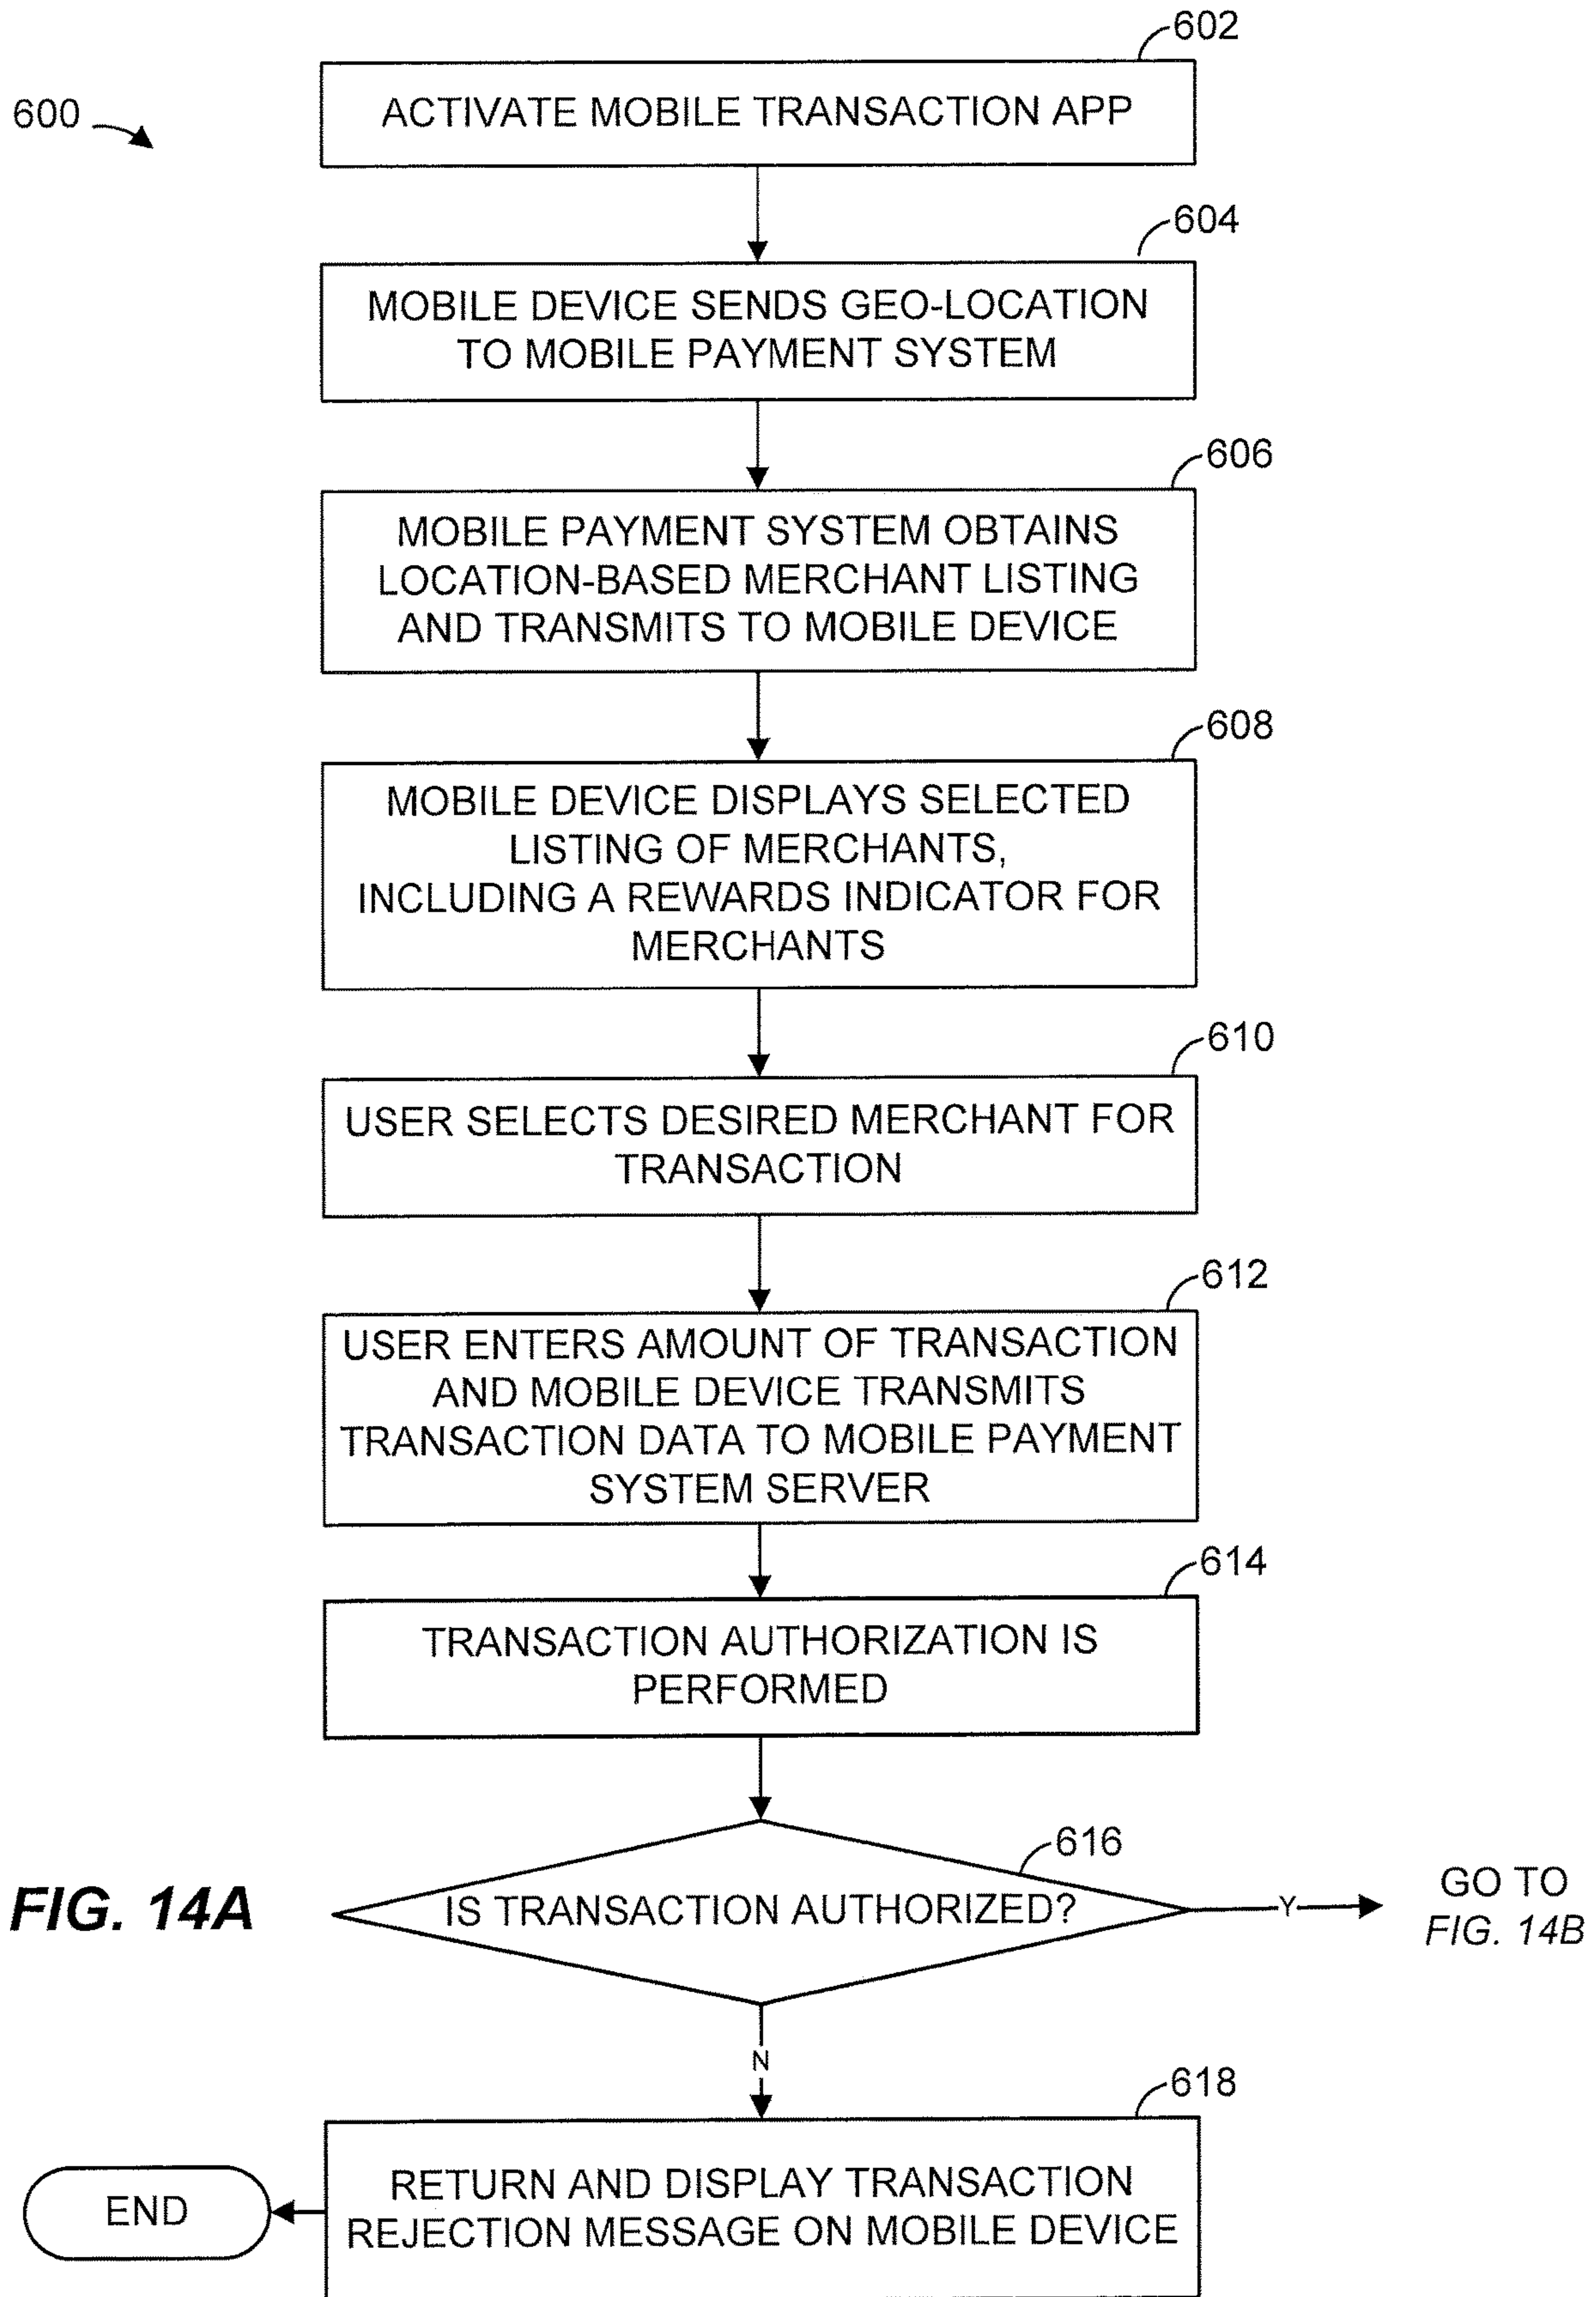 602
600
ACTIVATE MOBILE TRANSACTION APP
604
MOBILE DEVICE SENDS GEO-LOCATION
TO MOBILE PAYMENT SYSTEM
606
MOBILE PAYMENT SYSTEM OBTAINS
LOCATION-BASED MERCHANT LISTING
AND TRANSMITS TO MOBILE DEVICE
608
MOBILE DEVICE DISPLAYS SELECTED
LISTING OF MERCHANTS,
INCLUDING A REWARDS INDICATOR FOR
MERCHANTS
610
USER SELECTS DESIRED MERCHANT FOR
TRANSACTION
612
USER ENTERS AMOUNT OF TRANSACTION
AND MOBILE DEVICE TRANSMITS
TRANSACTION DATA TO MOBILE PAYMENT
SYSTEM SERVER
614
TRANSACTION AUTHORIZATION IS
PERFORMED
616
FIG. 14A
IS TRANSACTION AUTHORIZED?
Y
GO TO
FIG. 14B
N
618
RETURN AND DISPLAY TRANSACTION
REJECTION MESSAGE ON MOBILE DEVICE
END